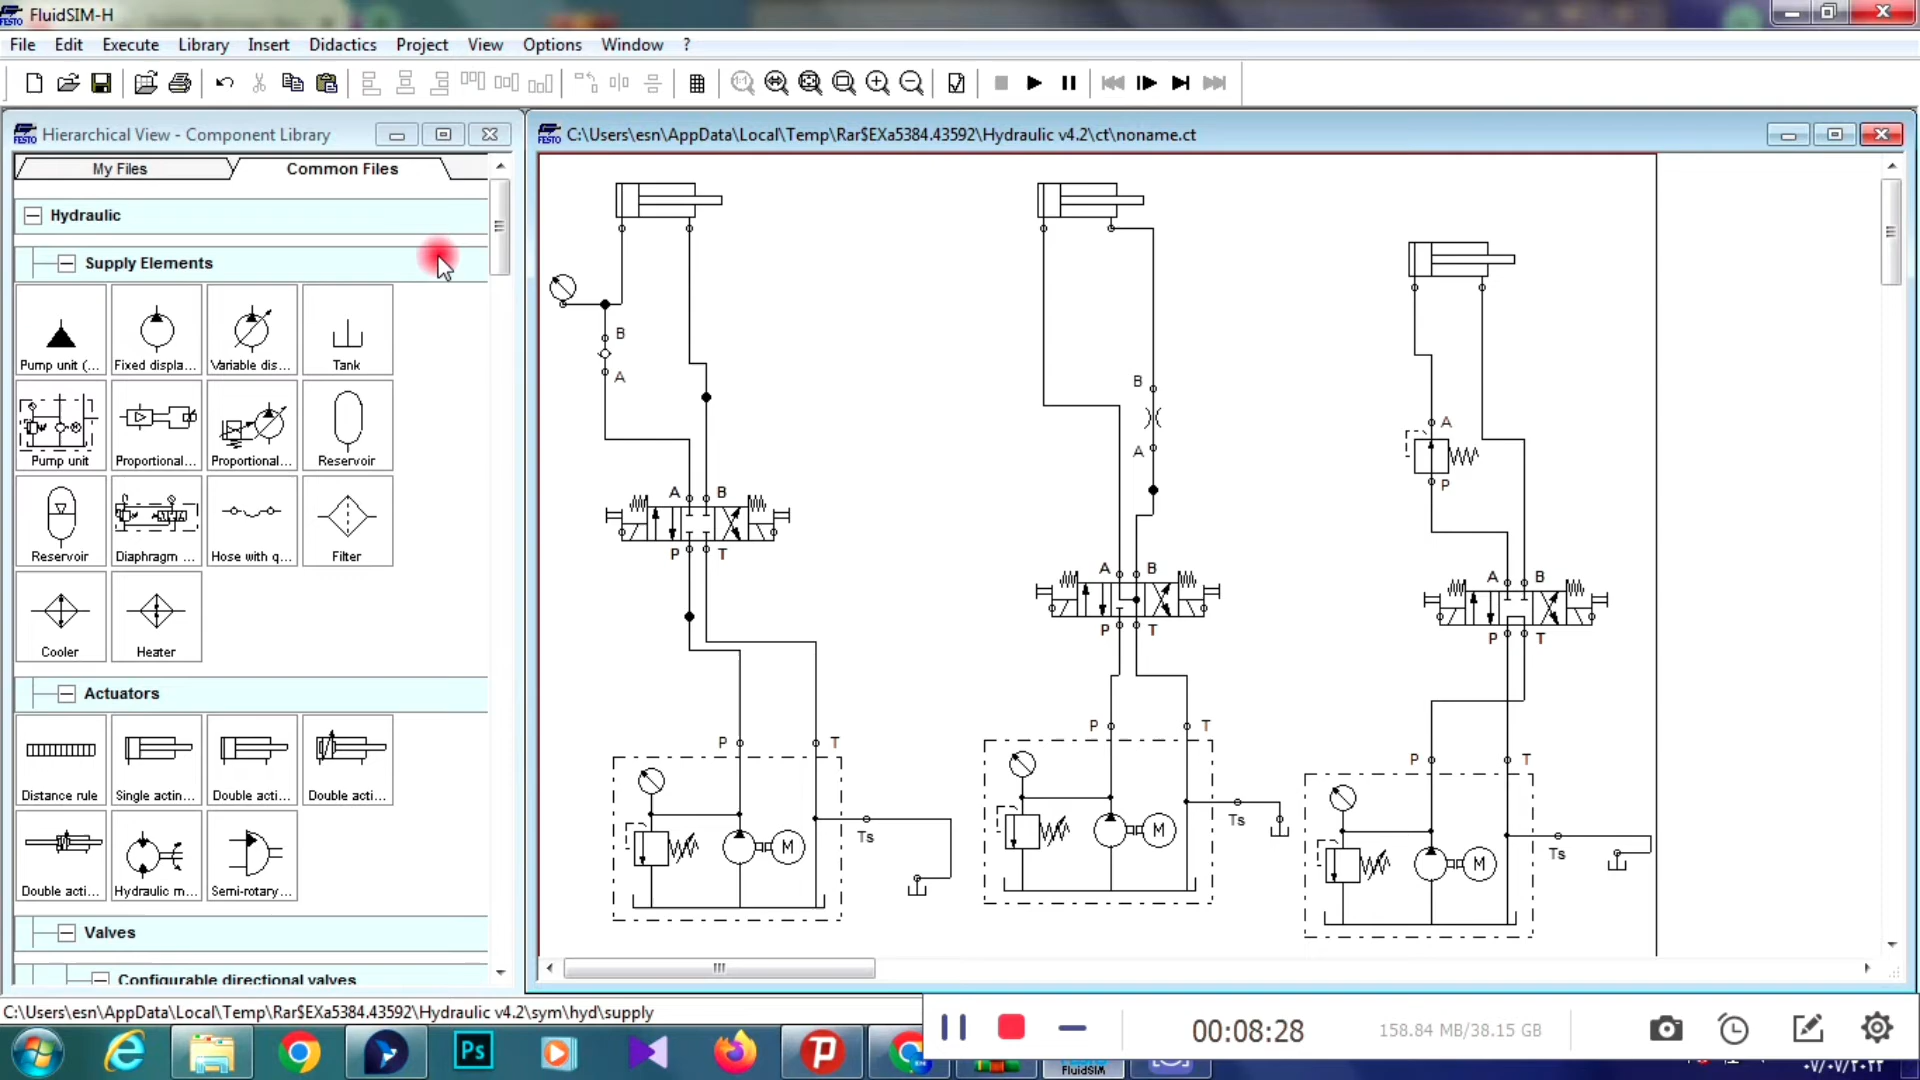 FluidSIM-H
File Edit Execute Library Insert Didactics Project View Options Window ?
FESTO Hierarchical View - Component Library
My Files Common Files
Hydraulic
Supply Elements
Pump unit (... Fixed displa... Variable dis... Tank
Pump unit Proportional... Proportional... Reservoir
Reservoir Diaphragm ... Hose with q... Filter
Cooler Heater
Actuators
Distance rule Single actin... Double acti... Double acti...
Double acti... Hydraulic m... Semi-rotary...
Valves
Configurable directional valves
FESTO C:\Users\esn\AppData\Local\Temp\Rar$EXa5384.43592\Hydraulic v4.2\ct\noname.ct
B
A
A B
P T
P T
M
Ts
B
A
A B
P T
P T
M
Ts
A
P
A B
P T
P T
M
Ts
C:\Users\esn\AppData\Local\Temp\Rar$EXa5384.43592\Hydraulic v4.2\sym\hyd\supply
00:08:28 158.84 MB/38.15 GB
Ps
FluidSIM